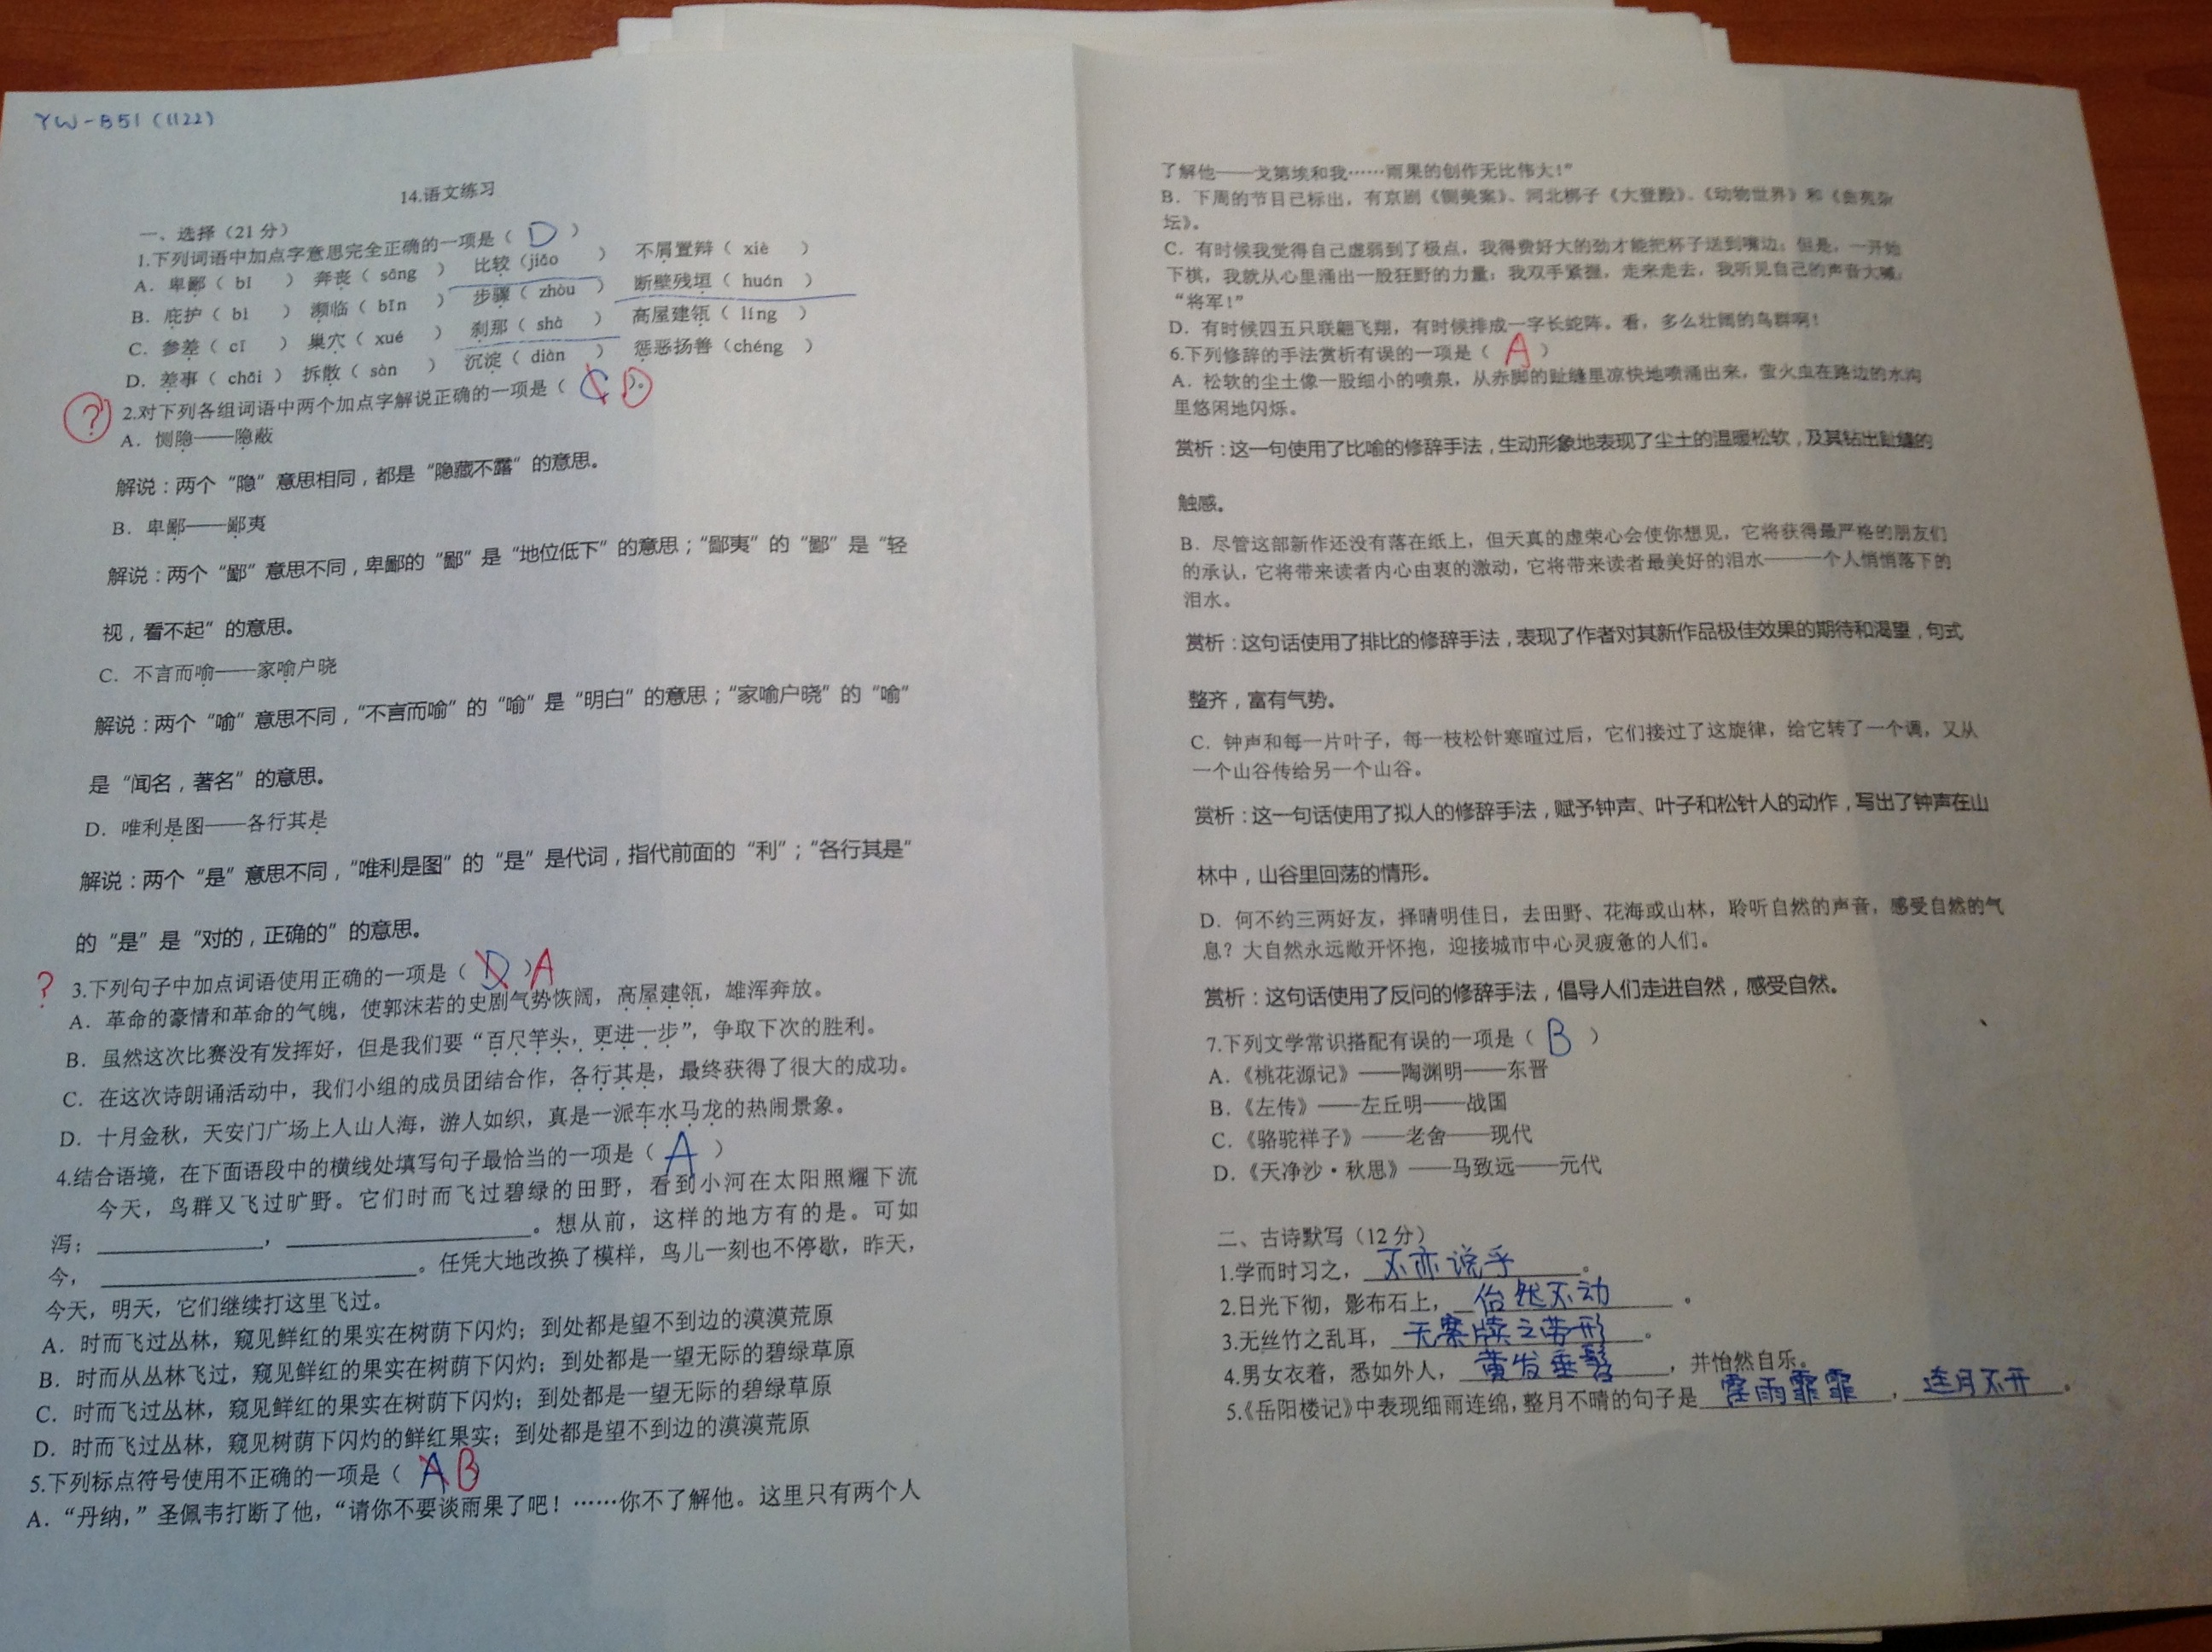 YW-B51(1122)
14.语文练习
一、选择（21 分）
1.下列词语中加点字意思完全正确的一项是（ D ）
A．卑鄙（ bǐ ） 奔丧（ sāng ） 比较（jiǎo ） 不屑置辩（ xiè ）
B．庇护（ bì ） 濒临（ bīn ） 步骤（ zhòu ） 断壁残垣（ huán ）
C．参差（ cī ） 巢穴（ xué ） 刹那（ shà ） 高屋建瓴（ líng ）
D．差事（ chāi ） 拆散（ sàn ） 沉淀（ diàn ） 惩恶扬善（chéng ）
? 2.对下列各组词语中两个加点字解说正确的一项是（ C D ）。
A．恻隐——隐蔽
解说：两个“隐”意思相同，都是“隐藏不露”的意思。
B．卑鄙——鄙夷
解说：两个“鄙”意思不同，卑鄙的“鄙”是“地位低下”的意思；“鄙夷”的“鄙”是“轻
视，看不起”的意思。
C．不言而喻——家喻户晓
解说：两个“喻”意思不同，“不言而喻”的“喻”是“明白”的意思；“家喻户晓”的“喻”
是“闻名，著名”的意思。
D．唯利是图——各行其是
解说：两个“是”意思不同，“唯利是图”的“是”是代词，指代前面的“利”；“各行其是”
的“是”是“对的，正确的”的意思。
? 3.下列句子中加点词语使用正确的一项是（ D ）A
A．革命的豪情和革命的气魄，使郭沫若的史剧气势恢阔，高屋建瓴，雄浑奔放。
B．虽然这次比赛没有发挥好，但是我们要“百尺竿头，更进一步”，争取下次的胜利。
C．在这次诗朗诵活动中，我们小组的成员团结合作，各行其是，最终获得了很大的成功。
D．十月金秋，天安门广场上人山人海，游人如织，真是一派车水马龙的热闹景象。
4.结合语境，在下面语段中的横线处填写句子最恰当的一项是（ A ）
今天，鸟群又飞过旷野。它们时而飞过碧绿的田野，看到小河在太阳照耀下流
泻；____________，____________。想从前，这样的地方有的是。可如
今，____________。任凭大地改换了模样，鸟儿一刻也不停歇，昨天，
今天，明天，它们继续打这里飞过。
A．时而飞过丛林，窥见鲜红的果实在树荫下闪灼；到处都是望不到边的漠漠荒原
B．时而从丛林飞过，窥见鲜红的果实在树荫下闪灼；到处都是一望无际的碧绿草原
C．时而飞过丛林，窥见鲜红的果实在树荫下闪灼；到处都是一望无际的碧绿草原
D．时而飞过丛林，窥见树荫下闪灼的鲜红果实；到处都是望不到边的漠漠荒原
5.下列标点符号使用不正确的一项是（ A B
A．“丹纳，”圣佩韦打断了他，“请你不要谈雨果了吧！……你不了解他。这里只有两个人
了解他——戈第埃和我……雨果的创作无比伟大！”
B．下周的节目已标出，有京剧《铡美案》、河北梆子《大登殿》、《动物世界》和《曲苑杂
坛》。
C．有时候我觉得自己虚弱到了极点，我得费好大的劲才能把杯子送到嘴边；但是，一开始
下棋，我就从心里涌出一股狂野的力量；我双手紧握，走来走去，我听见自己的声音大喊：
“将军！”
D．有时候四五只联翩飞翔，有时候排成一字长蛇阵。看，多么壮阔的鸟群啊！
6.下列修辞的手法赏析有误的一项是（ A ）
A．松软的尘土像一股细小的喷泉，从赤脚的趾缝里凉快地喷涌出来，萤火虫在路边的水沟
里悠闲地闪烁。
赏析：这一句使用了比喻的修辞手法，生动形象地表现了尘土的温暖松软，及其钻出趾缝的
触感。
B．尽管这部新作还没有落在纸上，但天真的虚荣心会使你想见，它将获得最严格的朋友们
的承认，它将带来读者内心由衷的激动，它将带来读者最美好的泪水——一个人悄悄落下的
泪水。
赏析：这句话使用了排比的修辞手法，表现了作者对其新作品极佳效果的期待和渴望，句式
整齐，富有气势。
C．钟声和每一片叶子，每一枝松针寒暄过后，它们接过了这旋律，给它转了一个调，又从
一个山谷传给另一个山谷。
赏析：这一句话使用了拟人的修辞手法，赋予钟声、叶子和松针人的动作，写出了钟声在山
林中，山谷里回荡的情形。
D．何不约三两好友，择晴明佳日，去田野、花海或山林，聆听自然的声音，感受自然的气
息？大自然永远敞开怀抱，迎接城市中心灵疲惫的人们。
赏析：这句话使用了反问的修辞手法，倡导人们走进自然，感受自然。
7.下列文学常识搭配有误的一项是（ B ）
A．《桃花源记》——陶渊明——东晋
B．《左传》——左丘明——战国
C．《骆驼祥子》——老舍——现代
D．《天净沙·秋思》——马致远——元代
二、古诗默写（12 分）
1.学而时习之，不亦说乎。
2.日光下彻，影布石上，佁然不动。
3.无丝竹之乱耳，无案牍之劳形。
4.男女衣着，悉如外人，黄发垂髫，并怡然自乐。
5.《岳阳楼记》中表现细雨连绵，整月不晴的句子是霪雨霏霏，连月不开。